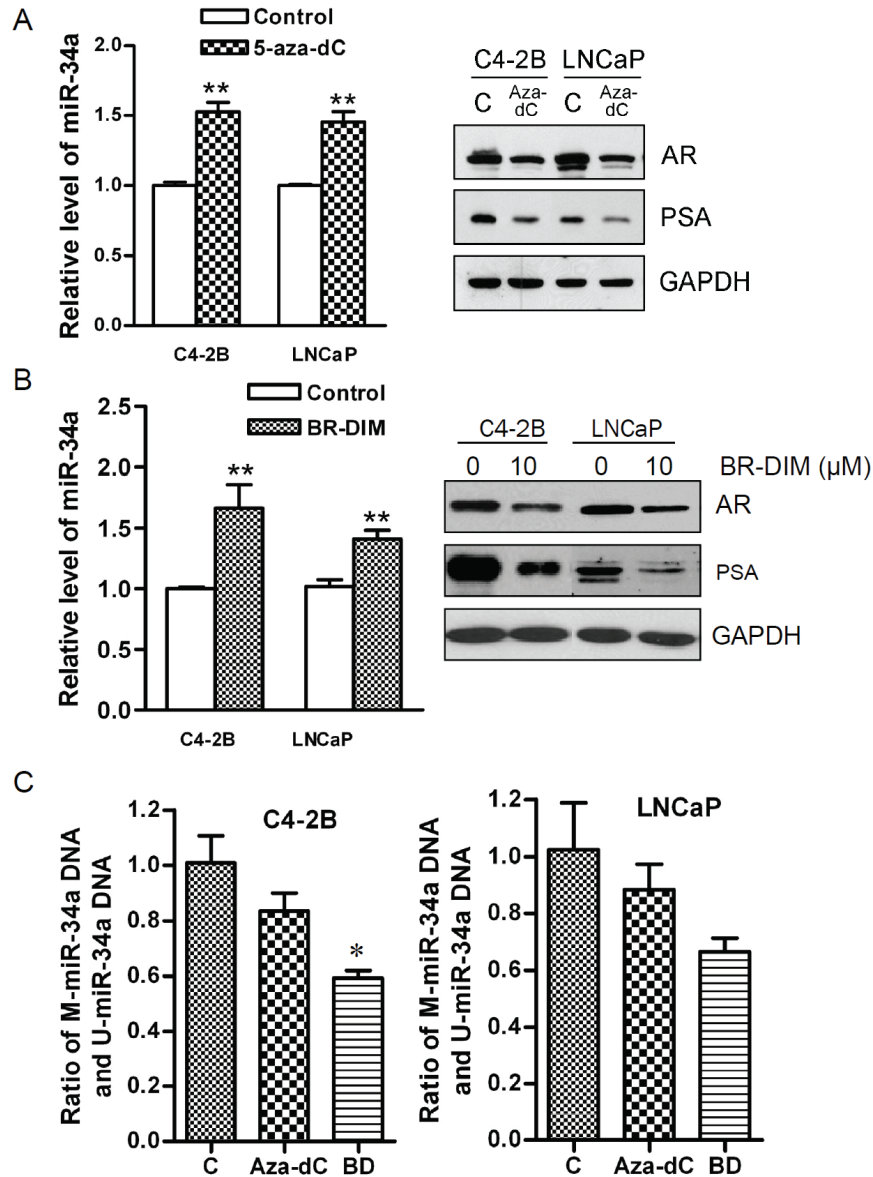 A
Control
5-aza-dC
Relative level of miR-34a
2.0
1.5
1.0
0.5
0.0
**
**
C4-2B
LNCaP
C4-2B LNCaP
C Aza-dC C Aza-dC
AR
PSA
GAPDH
B
Control
BR-DIM
Relative level of miR-34a
2.5
2.0
1.5
1.0
0.5
0.0
**
**
C4-2B
LNCaP
C4-2B LNCaP
0 10 0 10 BR-DIM (µM)
AR
PSA
GAPDH
C
C4-2B
Ratio of M-miR-34a DNA
and U-miR-34a DNA
1.2
1.0
0.8
0.6
0.4
0.2
0.0
*
C Aza-dC BD
LNCaP
Ratio of M-miR-34a DNA
and U-miR-34a DNA
1.2
1.0
0.8
0.6
0.4
0.2
0.0
C Aza-dC BD